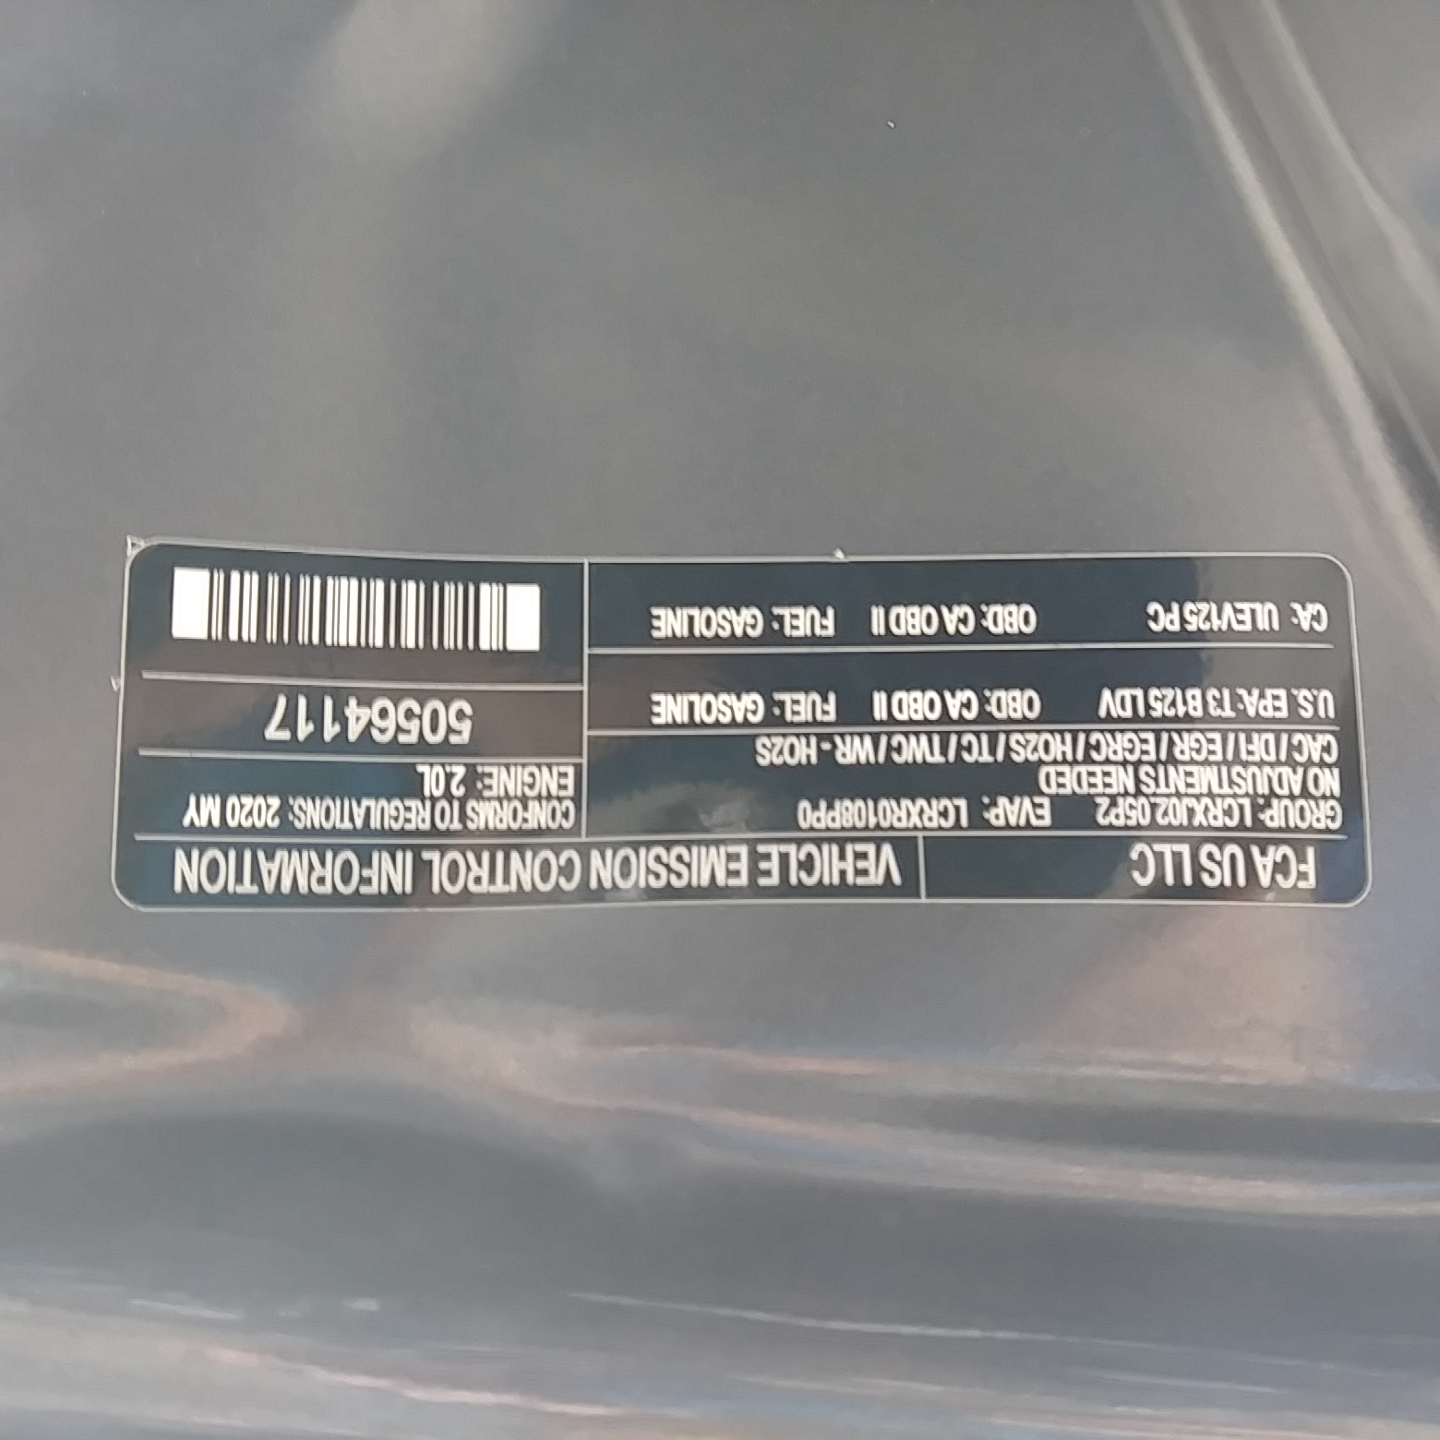 FCA US LLC VEHICLE EMISSION CONTROL INFORMATION
GROUP: LCRXJ02.05P2 EVAP: LCRXR0108PP0
NO ADJUSTMENTS NEEDED
CAC / DFI / EGR / EGRC / HO2S / TC / TWC / WR - HO2S
U.S. EPA: T3 B125 LDV OBD: CA OBD II FUEL: GASOLINE
CA: ULEV125 PC OBD: CA OBD II FUEL: GASOLINE
CONFORMS TO REGULATIONS: 2020 MY
ENGINE: 2.0L
50564117